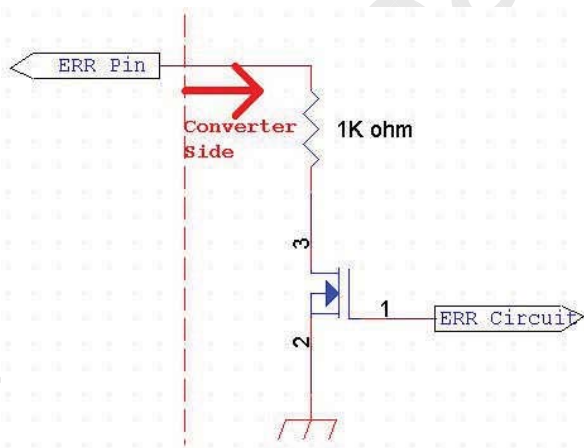 ERR Pin
Converter
Side
1K ohm
3
1
ERR Circuit
2